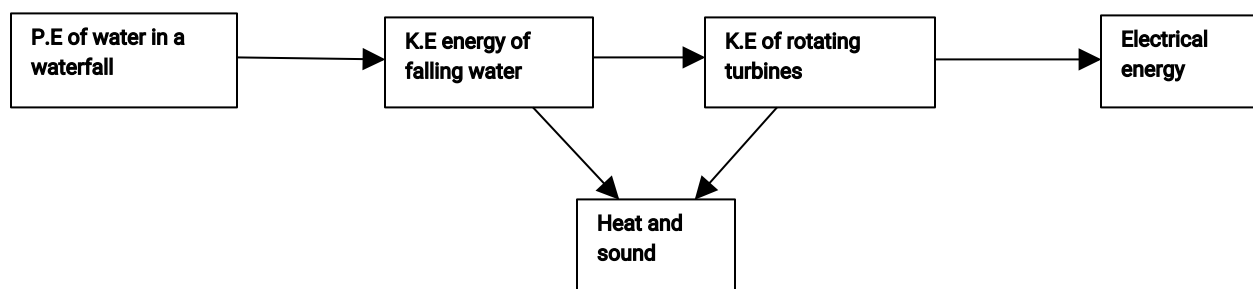 P.E of water in a
waterfall
K.E energy of
falling water
K.E of rotating
turbines
Electrical
energy
Heat and
sound